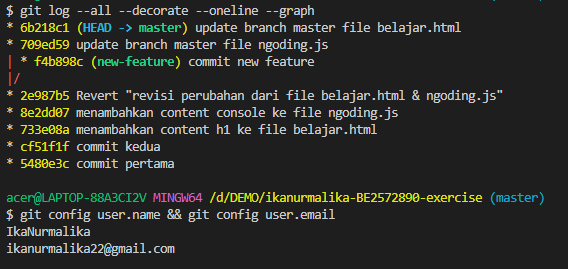 $ git log --all --decorate --oneline --graph
* 6b218c1 (HEAD -> master) update branch master file belajar.html
* 709ed59 update branch master file ngoding.js
| * f4b898c (new-feature) commit new feature
|/
* 2e987b5 Revert "revisi perubahan dari file belajar.html & ngoding.js"
* 8e2dd07 menambahkan content console ke file ngoding.js
* 733e08a menambahkan content h1 ke file belajar.html
* cf51f1f commit kedua
* 5480e3c commit pertama
acer@LAPTOP-88A3CI2V MINGW64 /d/DEMO/ikanurmalika-BE2572890-exercise (master)
$ git config user.name && git config user.email
IkaNurmalika
ikanurmalika22@gmail.com